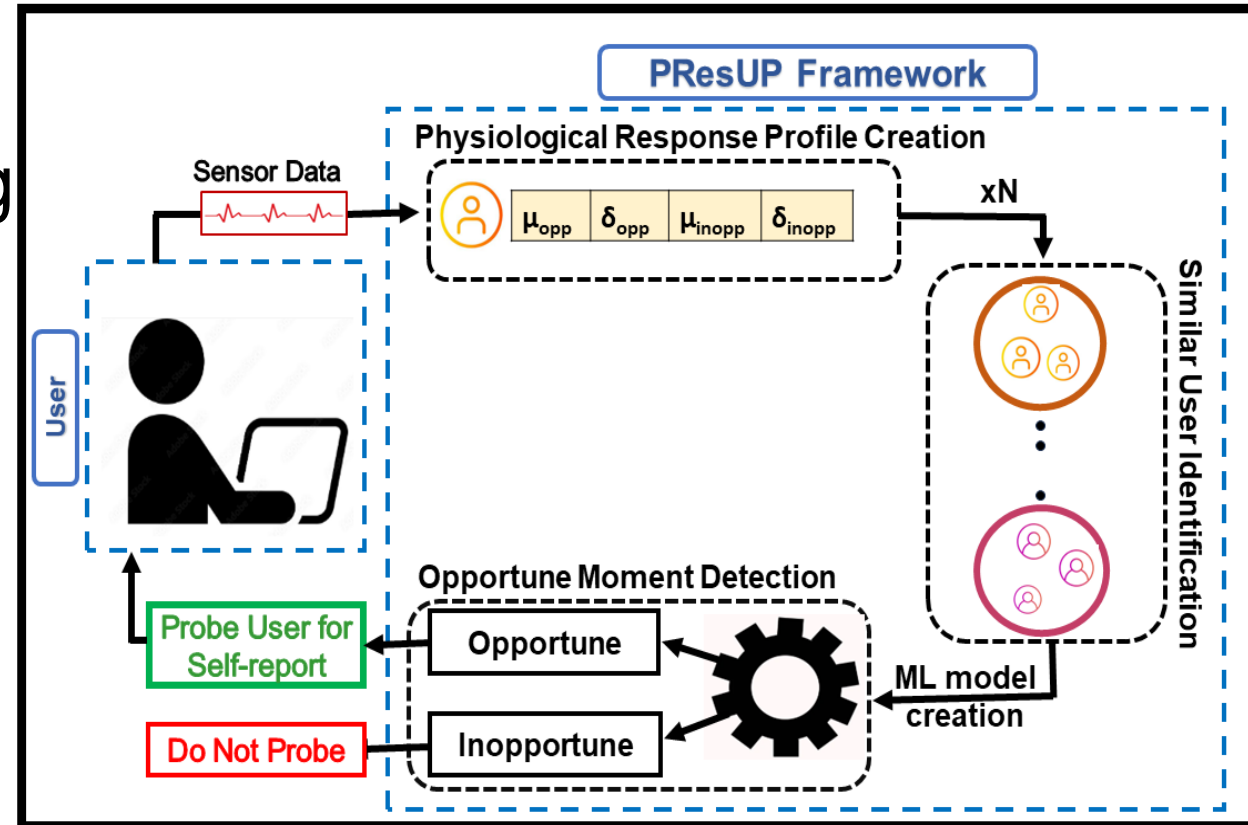 PResUP Framework
Physiological Response Profile Creation
Sensor Data
g
μopp δopp μinopp δinopp
xN
Similar User Identification
User
Opportune Moment Detection
Probe User for
Self-report
Opportune
ML model
creation
Do Not Probe
Inopportune